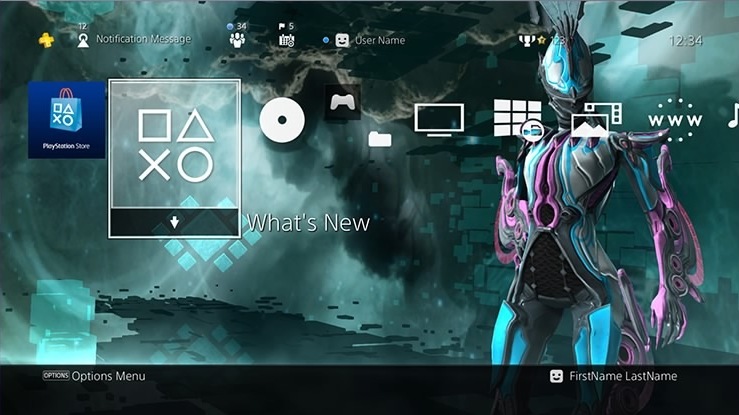 12
Notification Message
34
5
User Name
123
12:34
PlayStation Store
www
What's New
OPTIONS Options Menu
FirstName LastName